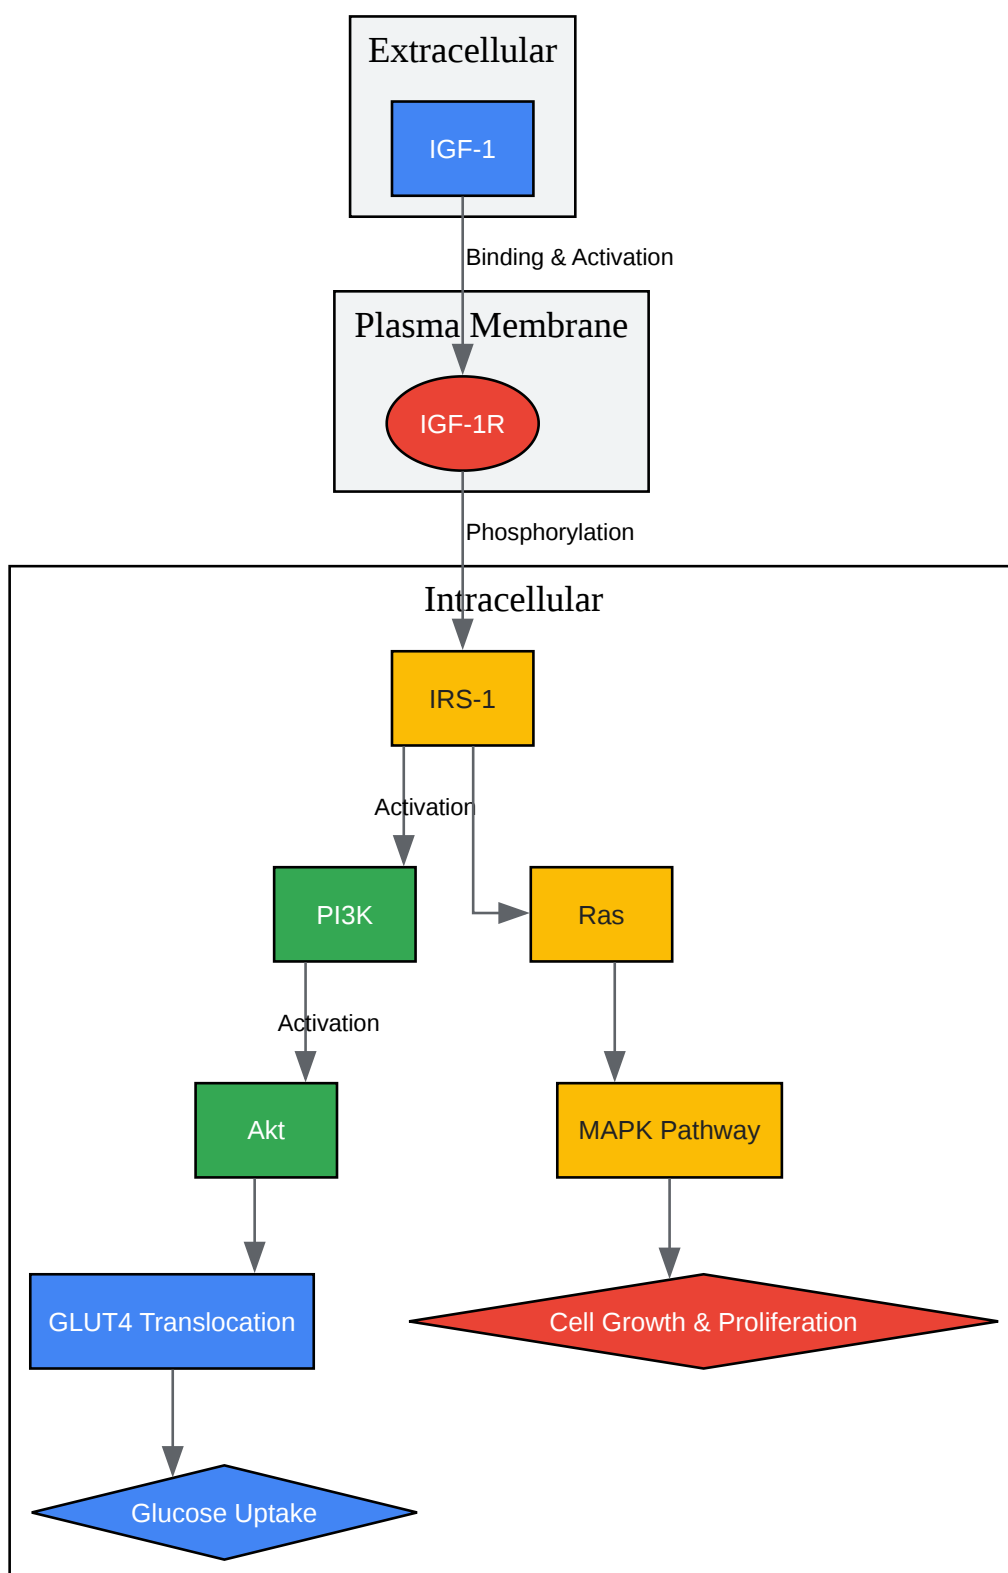 Extracellular
IGF-1
Binding & Activation
Plasma Membrane
IGF-1R
Phosphorylation
Intracellular
IRS-1
Activation
PI3K
Ras
Activation
Akt
MAPK Pathway
GLUT4 Translocation
Cell Growth & Proliferation
Glucose Uptake